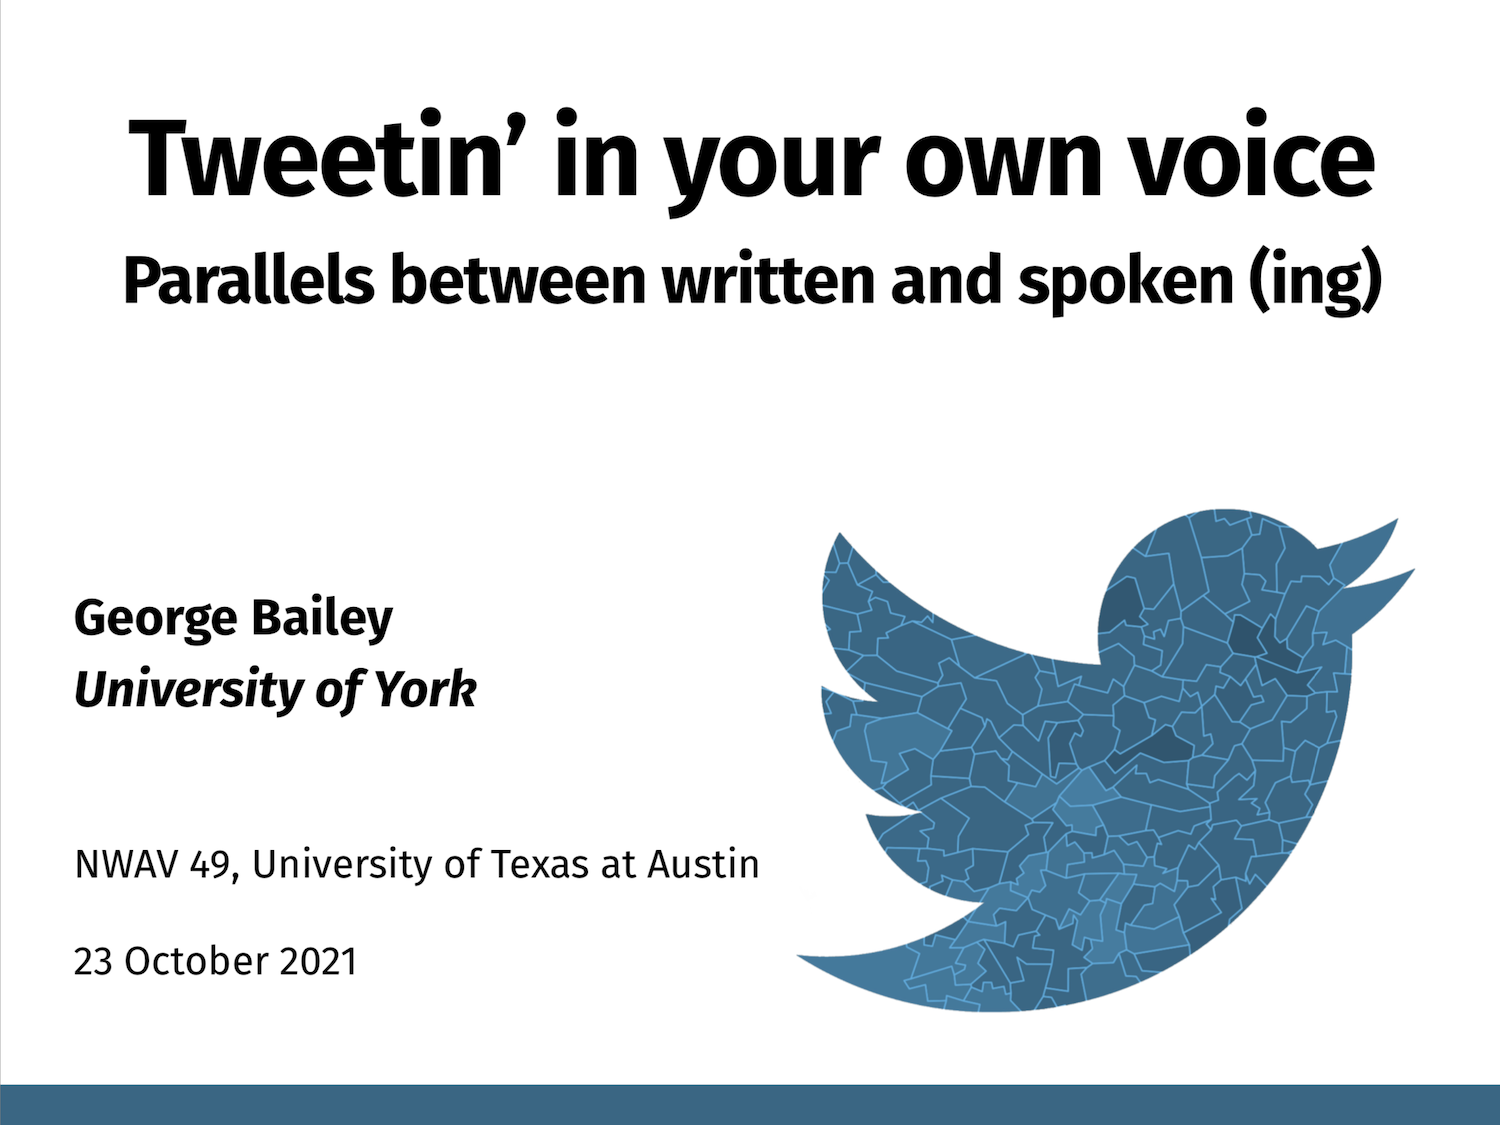 Tweetin’ in your own voice
Parallels between written and spoken (ing)
George Bailey
University of York
NWAV 49, University of Texas at Austin
23 October 2021